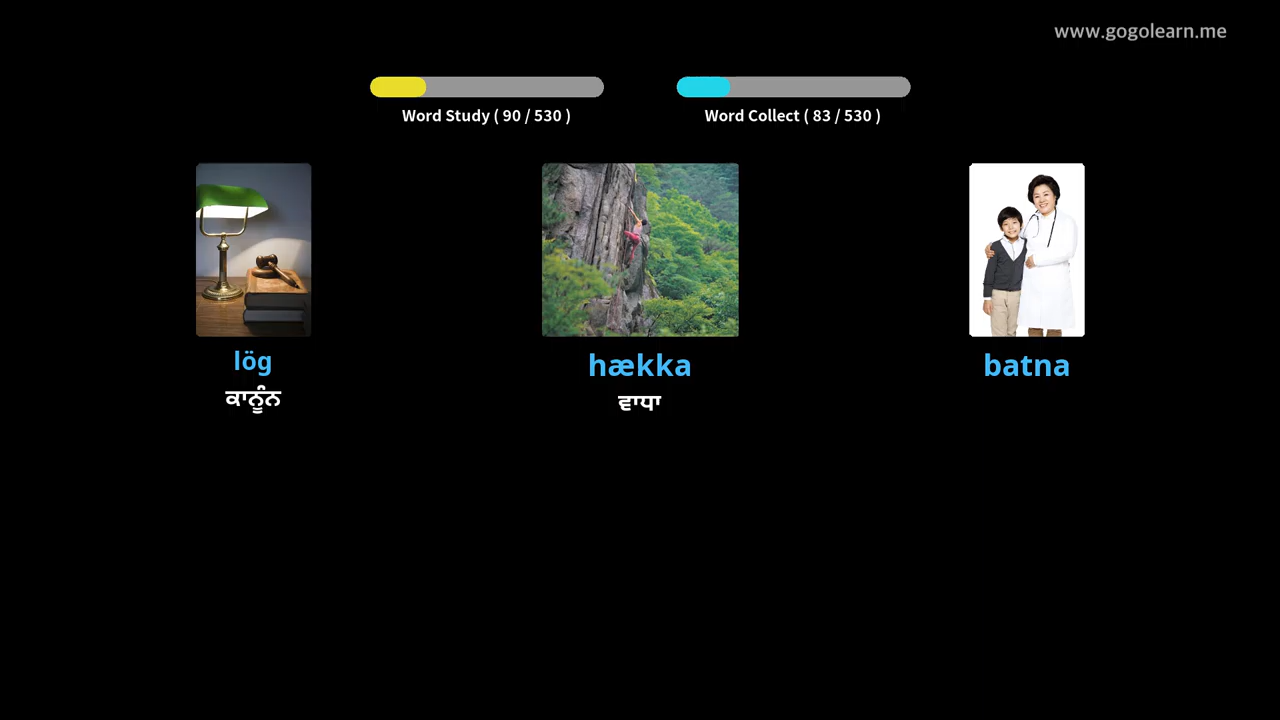 www.gogolearn.me
Word Study ( 90 / 530 )
Word Collect ( 83 / 530 )
lög
ਕਾਨੂੰਨ
hækka
ਵਾਧਾ
batna